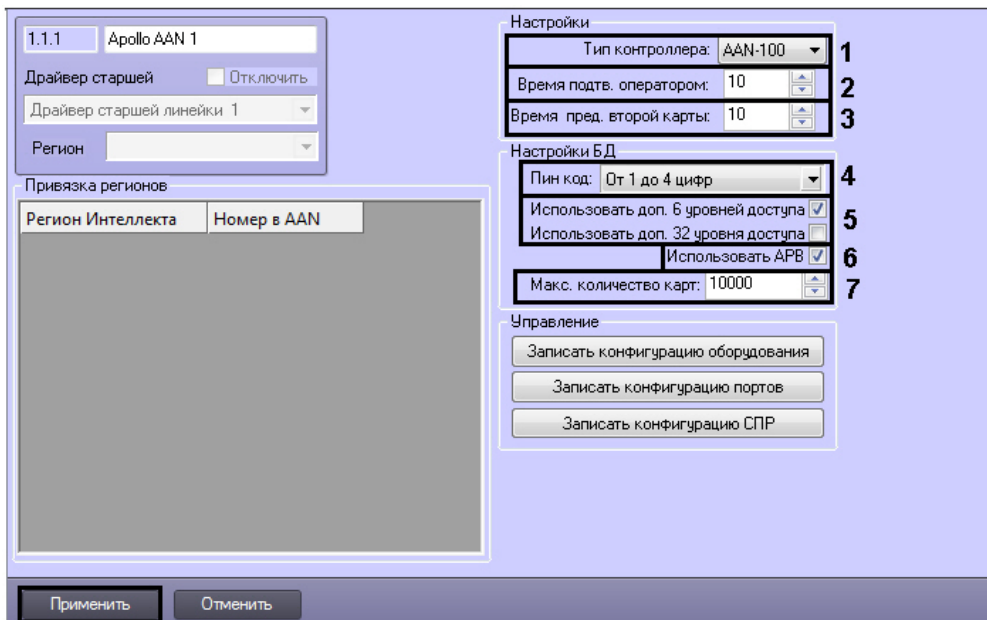 1.1.1 Apollo AAN 1
Драйвер старшей Отключить
Драйвер старшей линейки 1
Регион
Привязка регионов
Регион Интеллекта Номер в AAN
Настройки
Тип контроллера: AAN-100 1
Время подтв. оператором: 10 2
Время пред. второй карты: 10 3
Настройки БД
Пин код: От 1 до 4 цифр 4
Использовать доп. 6 уровней доступа
Использовать доп. 32 уровня доступа 5
Использовать APB 6
Макс. количество карт: 10000 7
Управление
Записать конфигурацию оборудования
Записать конфигурацию портов
Записать конфигурацию СПР
Применить Отменить